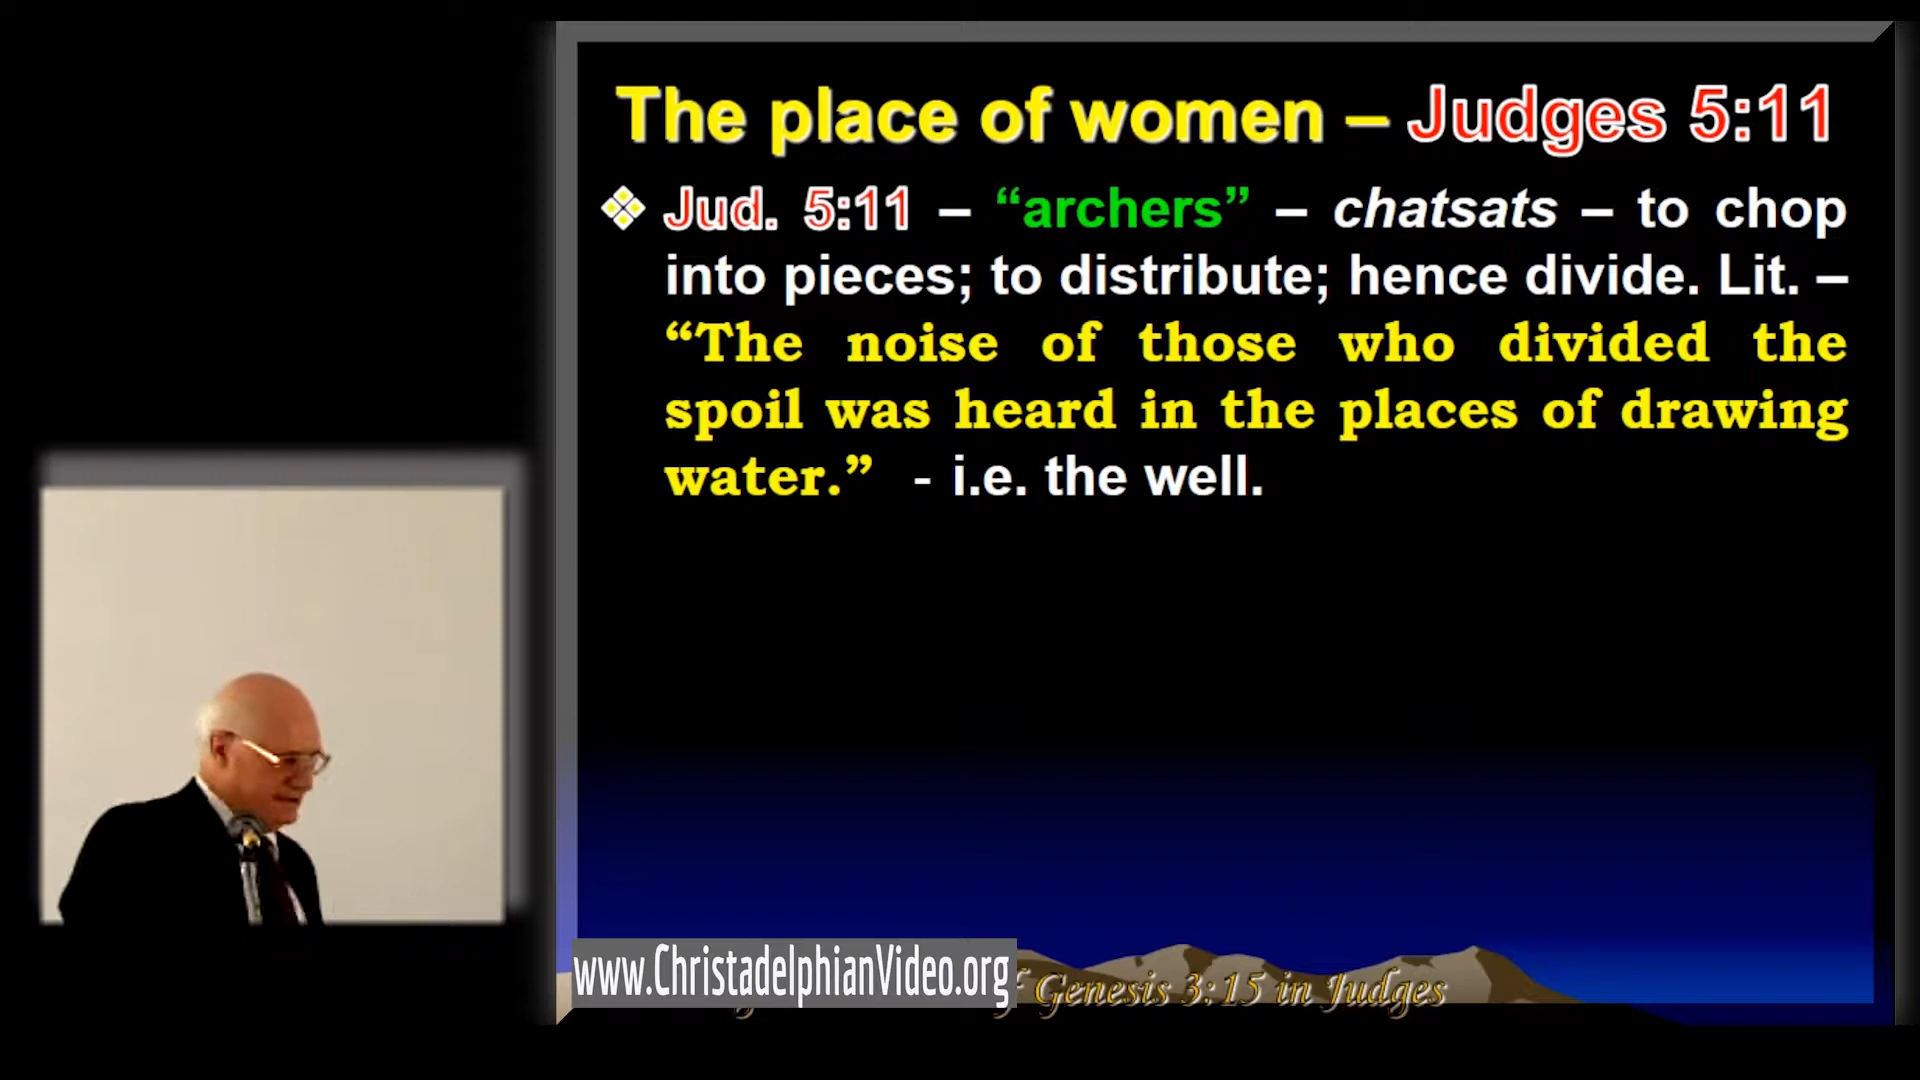 The place of women – Judges 5:11
Jud. 5:11 – “archers” – chatsats – to chop
into pieces; to distribute; hence divide. Lit. –
“The noise of those who divided the
spoil was heard in the places of drawing
water.” - i.e. the well.
www.ChristadelphianVideo.org
Genesis 3:15 in Judges